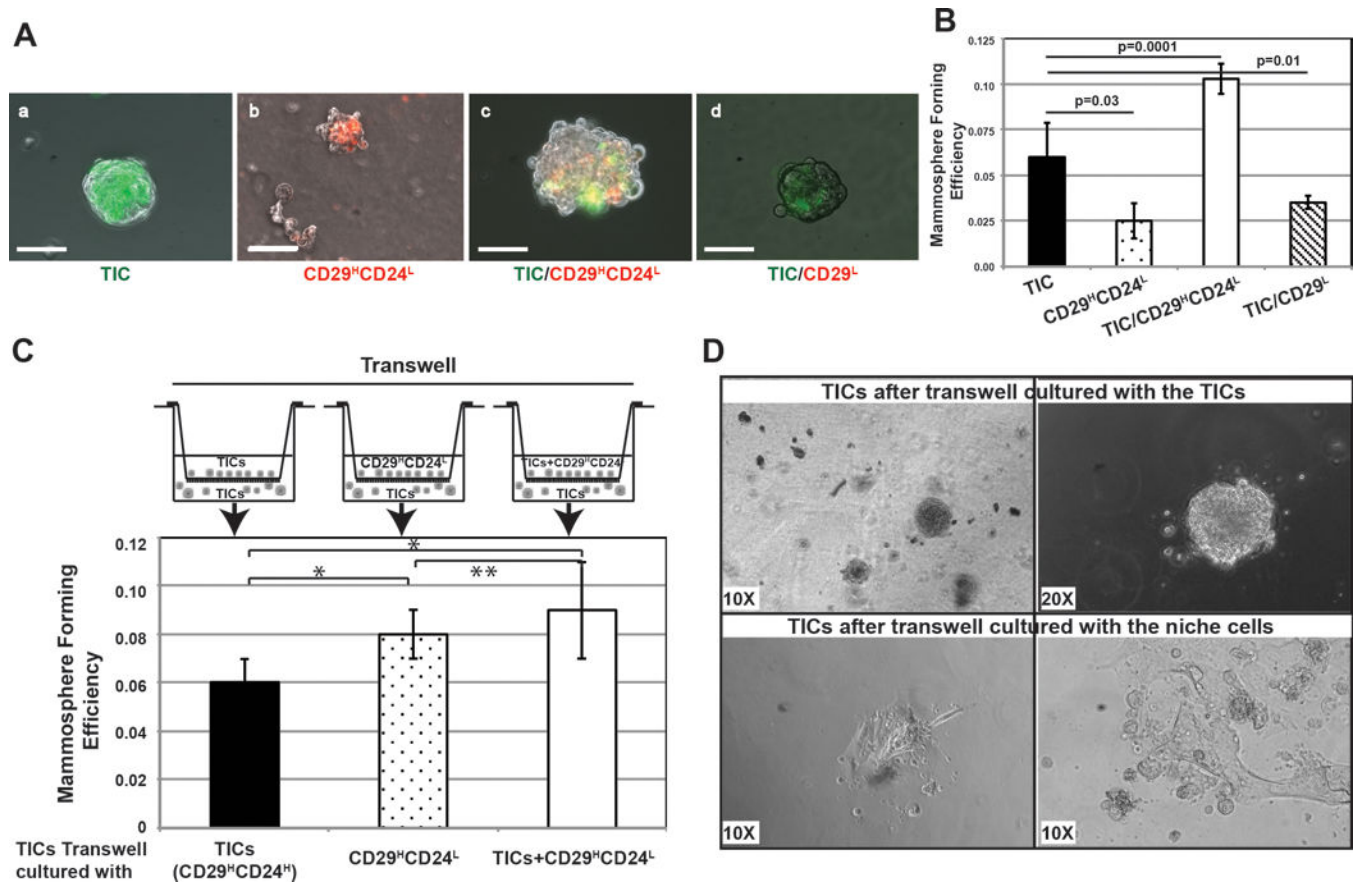 A
a
b
c
d
TIC
CD29ᴴCD24ᴸ
TIC/CD29ᴴCD24ᴸ
TIC/CD29ᴸ
B
Mammosphere Forning
Efficiency
0.125
0.10
0.075
0.050
0.025
0.00
p=0.0001
p=0.01
p=0.03
TIC
CD29ᴴCD24ᴸ
TIC/CD29ᴴCD24ᴸ
TIC/CD29ᴸ
C
Transwell
TICs
TICs
CD29ᴴCD24ᴸ
TICs
TICs+CD29ᴴCD24
TICs
Mammosphere Forming
Efficiency
0.12
0.10
0.08
0.06
0.04
0.02
0
*
*
**
TICs Transwell
cultured with
TICs
(CD29ᴴCD24ᴴ)
CD29ᴴCD24ᴸ
TICs+CD29ᴴCD24ᴸ
D
TICs after transwell cultured with the TICs
10X
20X
TICs after transwell cultured with the niche cells
10X
10X